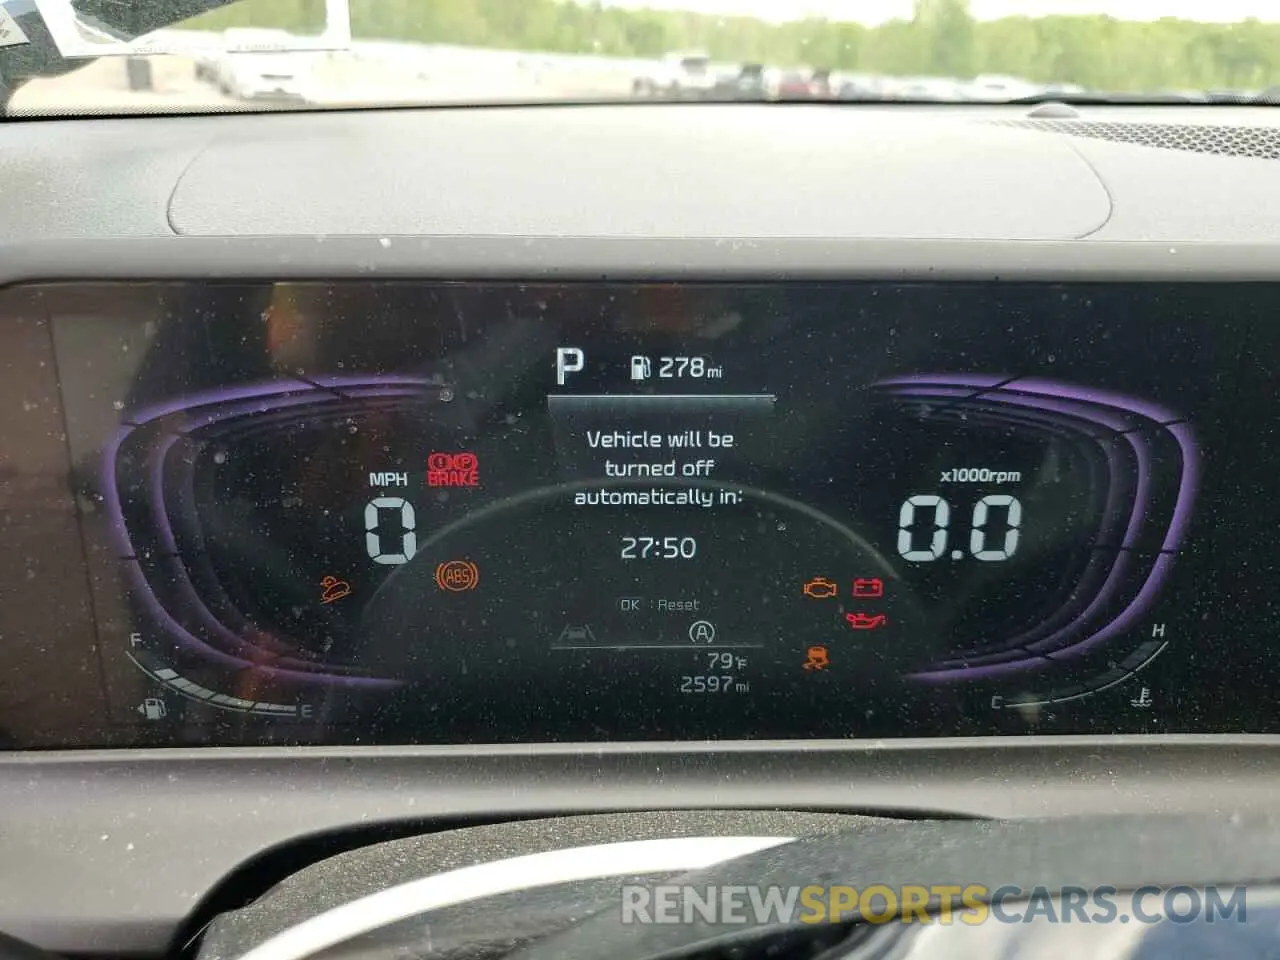 P 278 mi
Vehicle will be
turned off
automatically in:
27:50
OK : Reset
A
79°F
2597 mi
MPH
0
BRAKE
P
ABS
F
E
x1000rpm
0.0
H
C
RENEWSPORTSCARS.COM